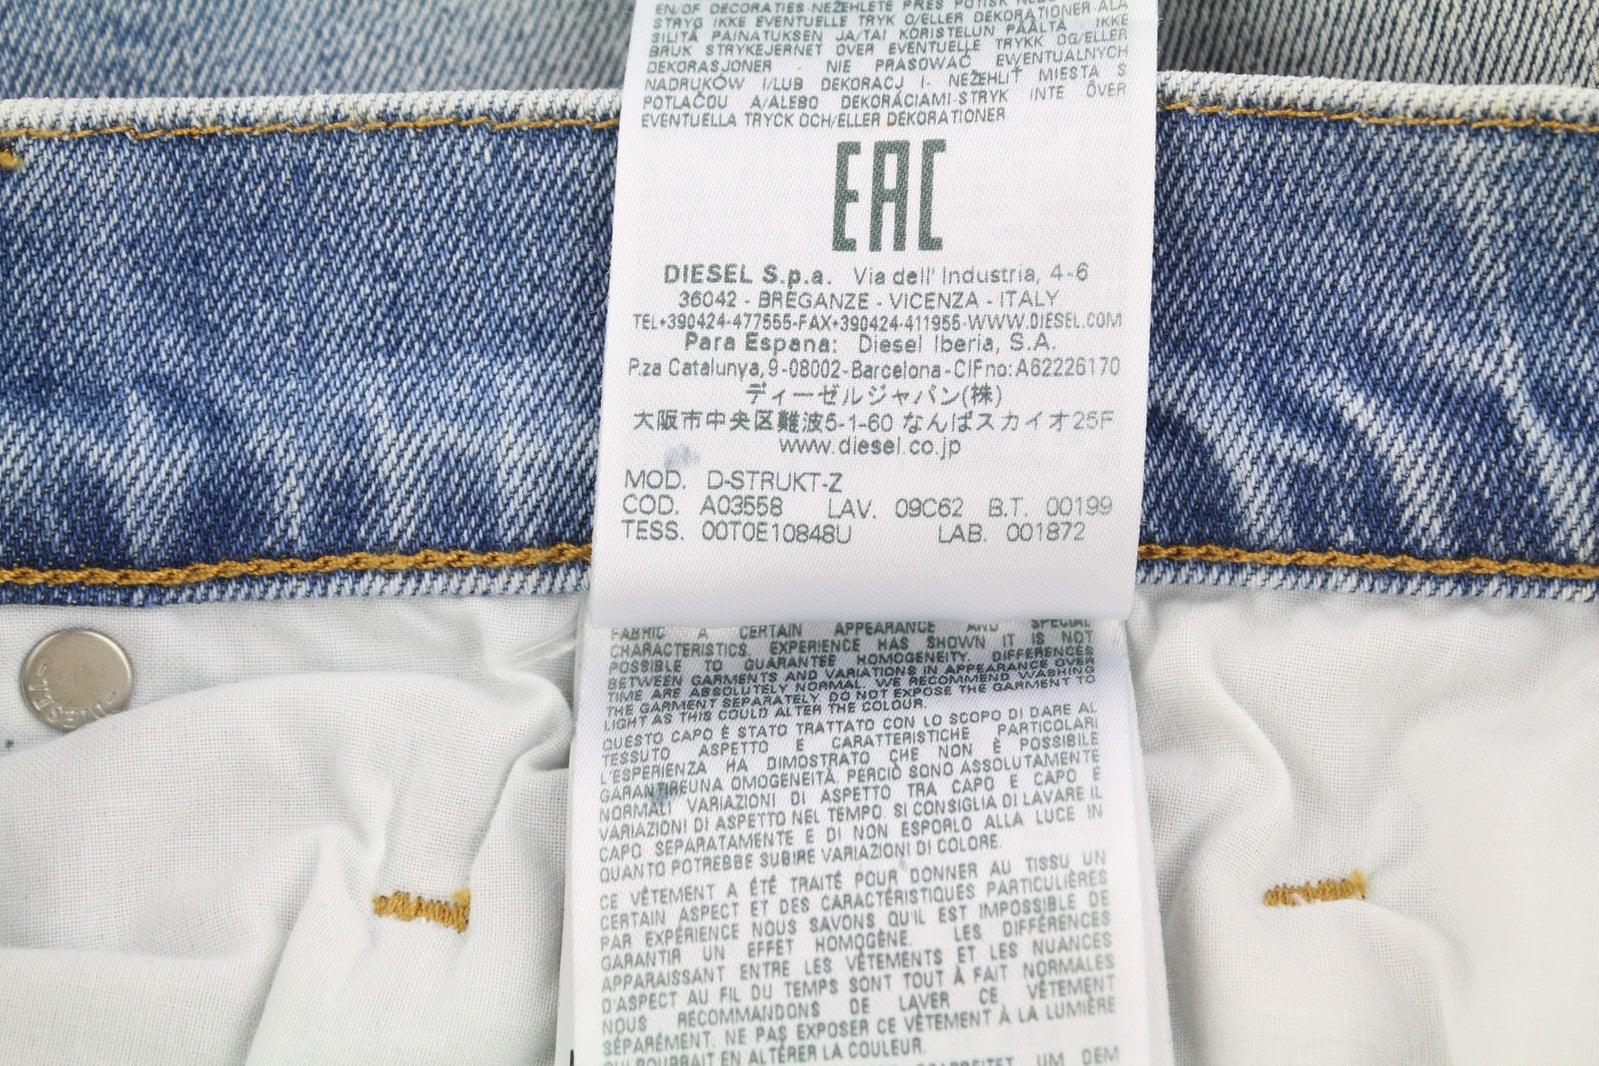 EN/OF DECORATIES-NEŽEHLETE PŘES POTISK
STRYG IKKE EVENTUELLE TRYK O/ELLER DEKORATIONER-ÄLÄ
SILITÄ PAINATUKSEN JA/TAI KORISTELUN PÄÄLTÄ - IKKE
BRUK STRYKEJERNET OVER EVENTUELLE TRYKK OG/ELLER
DEKORASJONER - NIE PRASOWAĆ EWENTUALNYCH
NADRUKÓW I/LUB DEKORACJ I- NEŽEHLIŤ MIESTA S
POTLAČOU A/ALEBO DEKORÁCIAMI-STRYK INTE ÖVER
EVENTUELLA TRYCK OCH/ELLER DEKORATIONER
EAC
DIESEL S.p.a. Via dell' Industria, 4-6
36042 - BREGANZE - VICENZA - ITALY
TEL+390424-477555-FAX+390424-411955-WWW.DIESEL.COM
Para Espana: Diesel Iberia, S.A.
P.za Catalunya,9-08002-Barcelona-CIFno:A62226170
ディーゼルジャパン(株)
大阪市中央区難波5-1-60 なんばスカイオ25F
www.diesel.co.jp
MOD. D-STRUKT-Z
COD. A03558 LAV. 09C62 B.T. 00199
TESS. 00T0E10848U LAB. 001872
FABRIC A CERTAIN APPEARANCE AND SPECIAL
CHARACTERISTICS. EXPERIENCE HAS SHOWN IT IS NOT
POSSIBLE TO GUARANTEE HOMOGENEITY. DIFFERENCES
BETWEEN GARMENTS AND VARIATIONS IN APPEARANCE OVER
TIME ARE ABSOLUTELY NORMAL. WE RECOMMEND WASHING
THE GARMENT SEPARATELY. DO NOT EXPOSE THE GARMENT TO
LIGHT AS THIS COULD ALTER THE COLOUR.
QUESTO CAPO È STATO TRATTATO CON LO SCOPO DI DARE AL
TESSUTO ASPETTO E CARATTERISTICHE PARTICOLARI
L'ESPERIENZA HA DIMOSTRATO CHE NON È POSSIBILE
GARANTIREUNA OMOGENEITÀ. PERCIÒ SONO ASSOLUTAMENTE
NORMALI VARIAZIONI DI ASPETTO TRA CAPO E CAPO E
VARIAZIONI DI ASPETTO NEL TEMPO. SI CONSIGLIA DI LAVARE IL
CAPO SEPARATAMENTE E DI NON ESPORLO ALLA LUCE IN
QUANTO POTREBBE SUBIRE VARIAZIONI DI COLORE.
CE VÊTEMENT A ÉTÉ TRAITÉ POUR DONNER AU TISSU UN
CERTAIN ASPECT ET DES CARACTÉRISTIQUES PARTICULIÈRES
PAR EXPÉRIENCE NOUS SAVONS QU'IL EST IMPOSSIBLE DE
GARANTIR UN EFFET HOMOGÈNE. LES DIFFÉRENCES
APPARAISSANT ENTRE LES VÊTEMENTS ET LES NUANCES
D'ASPECT AU FIL DU TEMPS SONT TOUT À FAIT NORMALES
NOUS RECOMMANDONS DE LAVER CE VÊTEMENT
SÉPARÉMENT. NE PAS EXPOSER CE VÊTEMENT À LA LUMIÈRE
QUI POURRAIT EN ALTÉRER LA COULEUR.
UM DEM